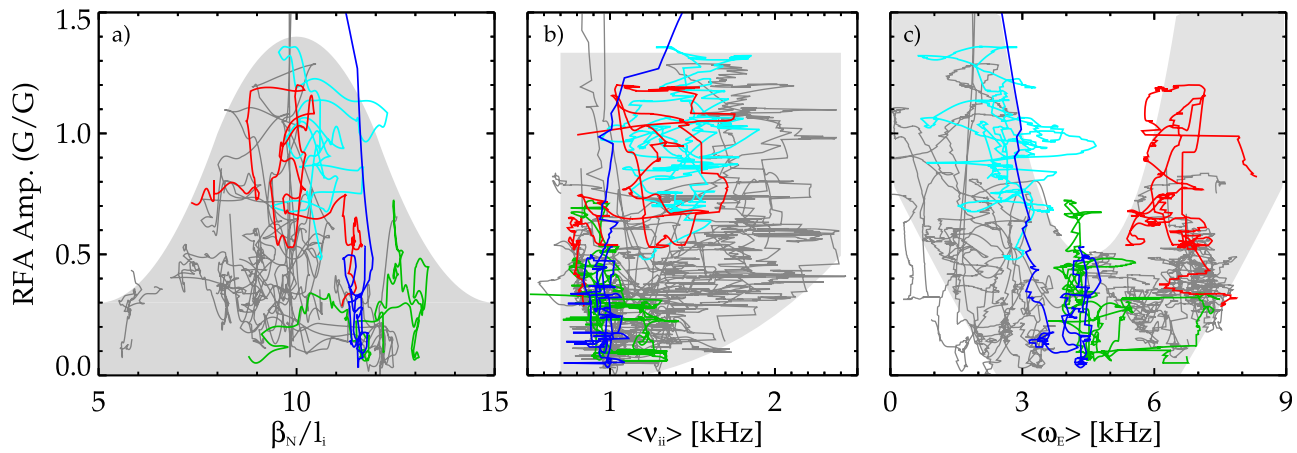 1.5
1.0
0.5
0.0
RFA Amp. (G/G)
a)
5
10
15
β_N/l_i
b)
1
2
<ν_ii> [kHz]
c)
0
3
6
9
<ω_E> [kHz]